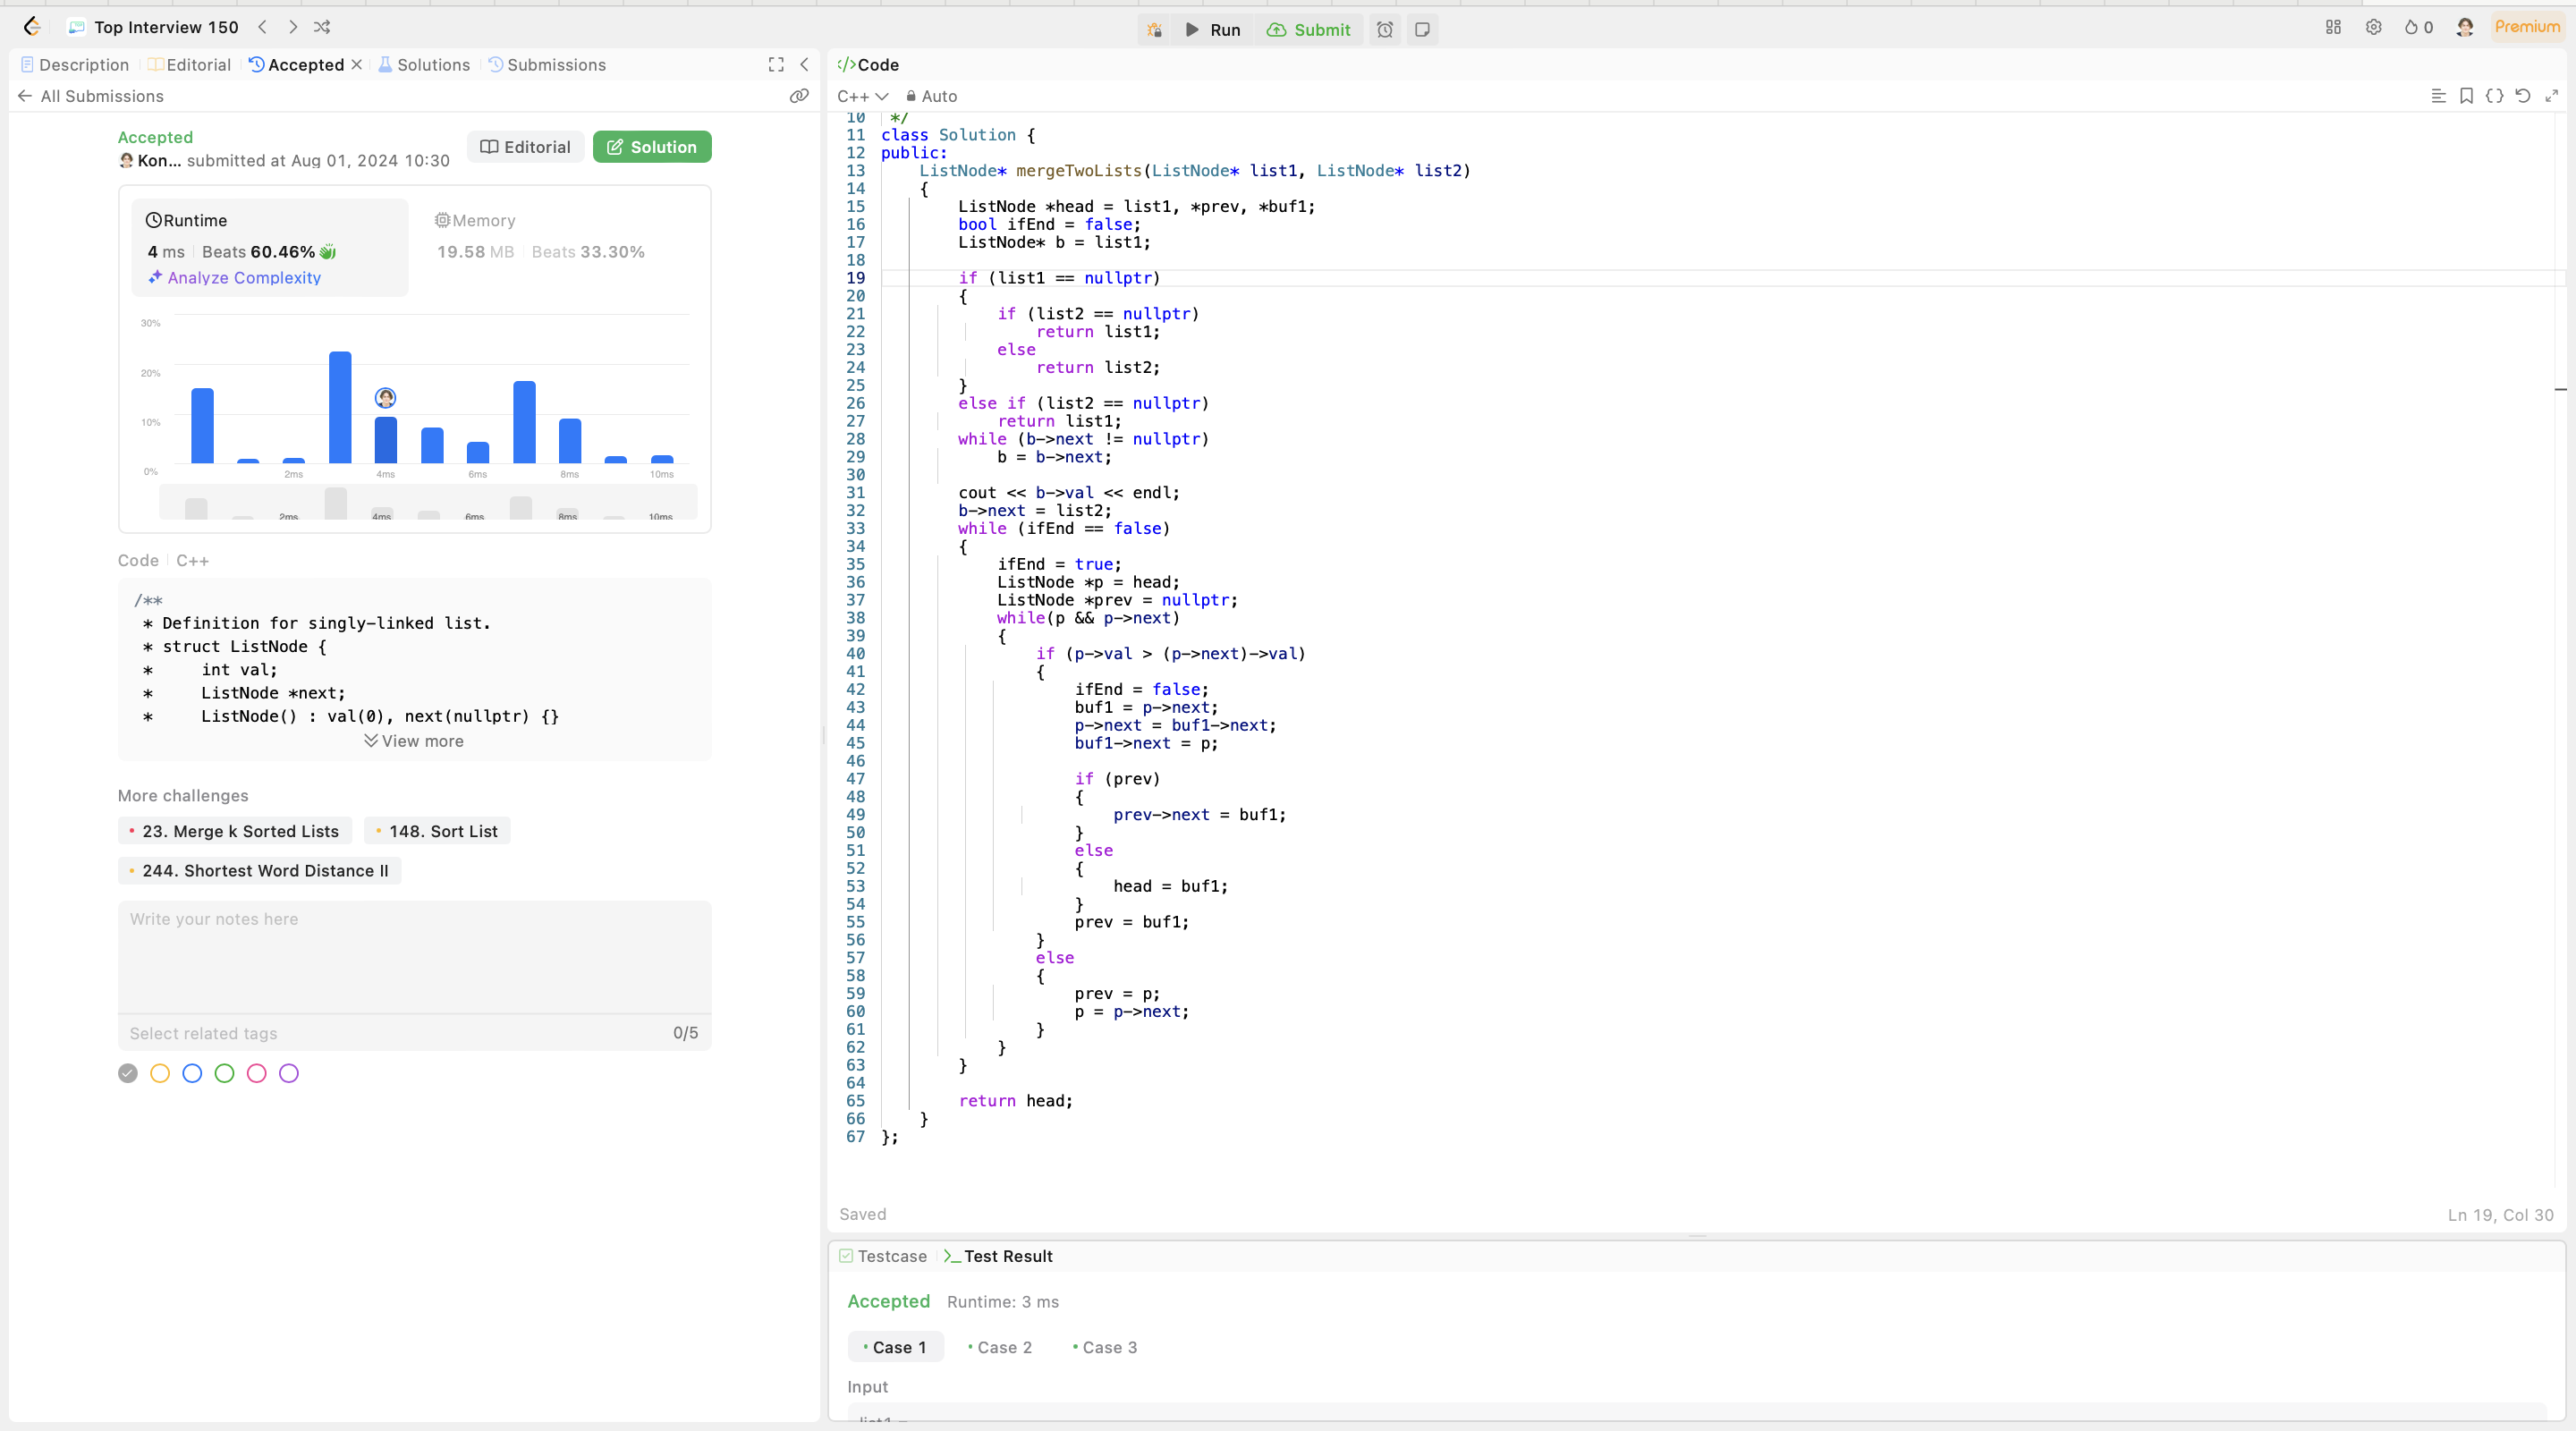 Top Interview 150
Run
Submit
0
Premium
Description
Editorial
Accepted
Solutions
Submissions
All Submissions
Accepted
Kon... submitted at Aug 01, 2024 10:30
Editorial
Solution
Runtime
4 ms Beats 60.46%
Analyze Complexity
Memory
19.58 MB Beats 33.30%
30%
20%
10%
0%
2ms 4ms 6ms 8ms 10ms
2ms 4ms 6ms 8ms 10ms
Code C++
/**
* Definition for singly-linked list.
* struct ListNode {
* int val;
* ListNode *next;
* ListNode() : val(0), next(nullptr) {}
View more
More challenges
23. Merge k Sorted Lists
148. Sort List
244. Shortest Word Distance II
Write your notes here
Select related tags
0/5
</>Code
C++
Auto
10 */
11 class Solution {
12 public:
13 ListNode* mergeTwoLists(ListNode* list1, ListNode* list2)
14 {
15 ListNode *head = list1, *prev, *buf1;
16 bool ifEnd = false;
17 ListNode* b = list1;
18
19 if (list1 == nullptr)
20 {
21 if (list2 == nullptr)
22 return list1;
23 else
24 return list2;
25 }
26 else if (list2 == nullptr)
27 return list1;
28 while (b->next != nullptr)
29 b = b->next;
30
31 cout << b->val << endl;
32 b->next = list2;
33 while (ifEnd == false)
34 {
35 ifEnd = true;
36 ListNode *p = head;
37 ListNode *prev = nullptr;
38 while(p && p->next)
39 {
40 if (p->val > (p->next)->val)
41 {
42 ifEnd = false;
43 buf1 = p->next;
44 p->next = buf1->next;
45 buf1->next = p;
46
47 if (prev)
48 {
49 prev->next = buf1;
50 }
51 else
52 {
53 head = buf1;
54 }
55 prev = buf1;
56 }
57 else
58 {
59 prev = p;
60 p = p->next;
61 }
62 }
63 }
64
65 return head;
66 }
67 };
Saved
Ln 19, Col 30
Testcase
Test Result
Accepted Runtime: 3 ms
Case 1
Case 2
Case 3
Input